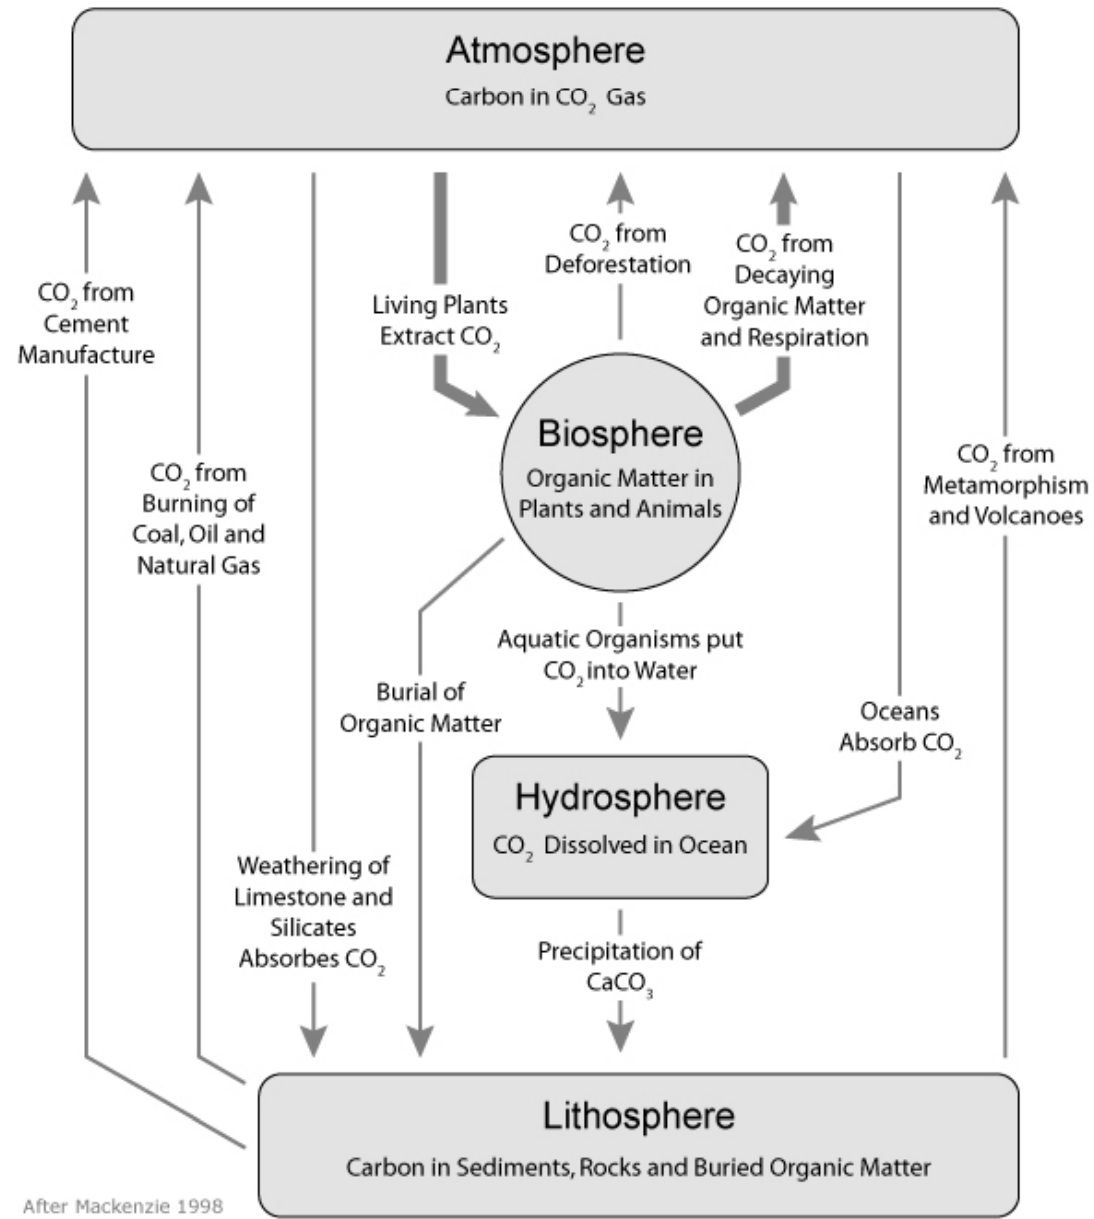 Atmosphere
Carbon in CO₂ Gas
CO₂ from
Cement
Manufacture
CO₂ from
Burning of
Coal, Oil and
Natural Gas
Weathering of
Limestone and
Silicates
Absorbes CO₂
Living Plants
Extract CO₂
CO₂ from
Deforestation
CO₂ from
Decaying
Organic Matter
and Respiration
Biosphere
Organic Matter in
Plants and Animals
CO₂ from
Metamorphism
and Volcanoes
Burial of
Organic Matter
Aquatic Organisms put
CO₂ into Water
Oceans
Absorb CO₂
Hydrosphere
CO₂ Dissolved in Ocean
Precipitation of
CaCO₃
Lithosphere
Carbon in Sediments, Rocks and Buried Organic Matter
After Mackenzie 1998